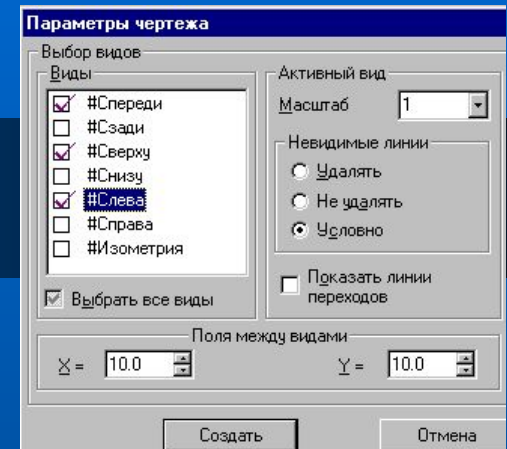 Параметры чертежа
Выбор видов
Виды
#Спереди
#Сзади
#Сверху
#Снизу
#Слева
#Справа
#Изометрия
Выбрать все виды
Активный вид
Масштаб 1
Невидимые линии
Удалять
Не удалять
Условно
Показать линии
переходов
Поля между видами
X = 10.0 Y = 10.0
Создать Отмена